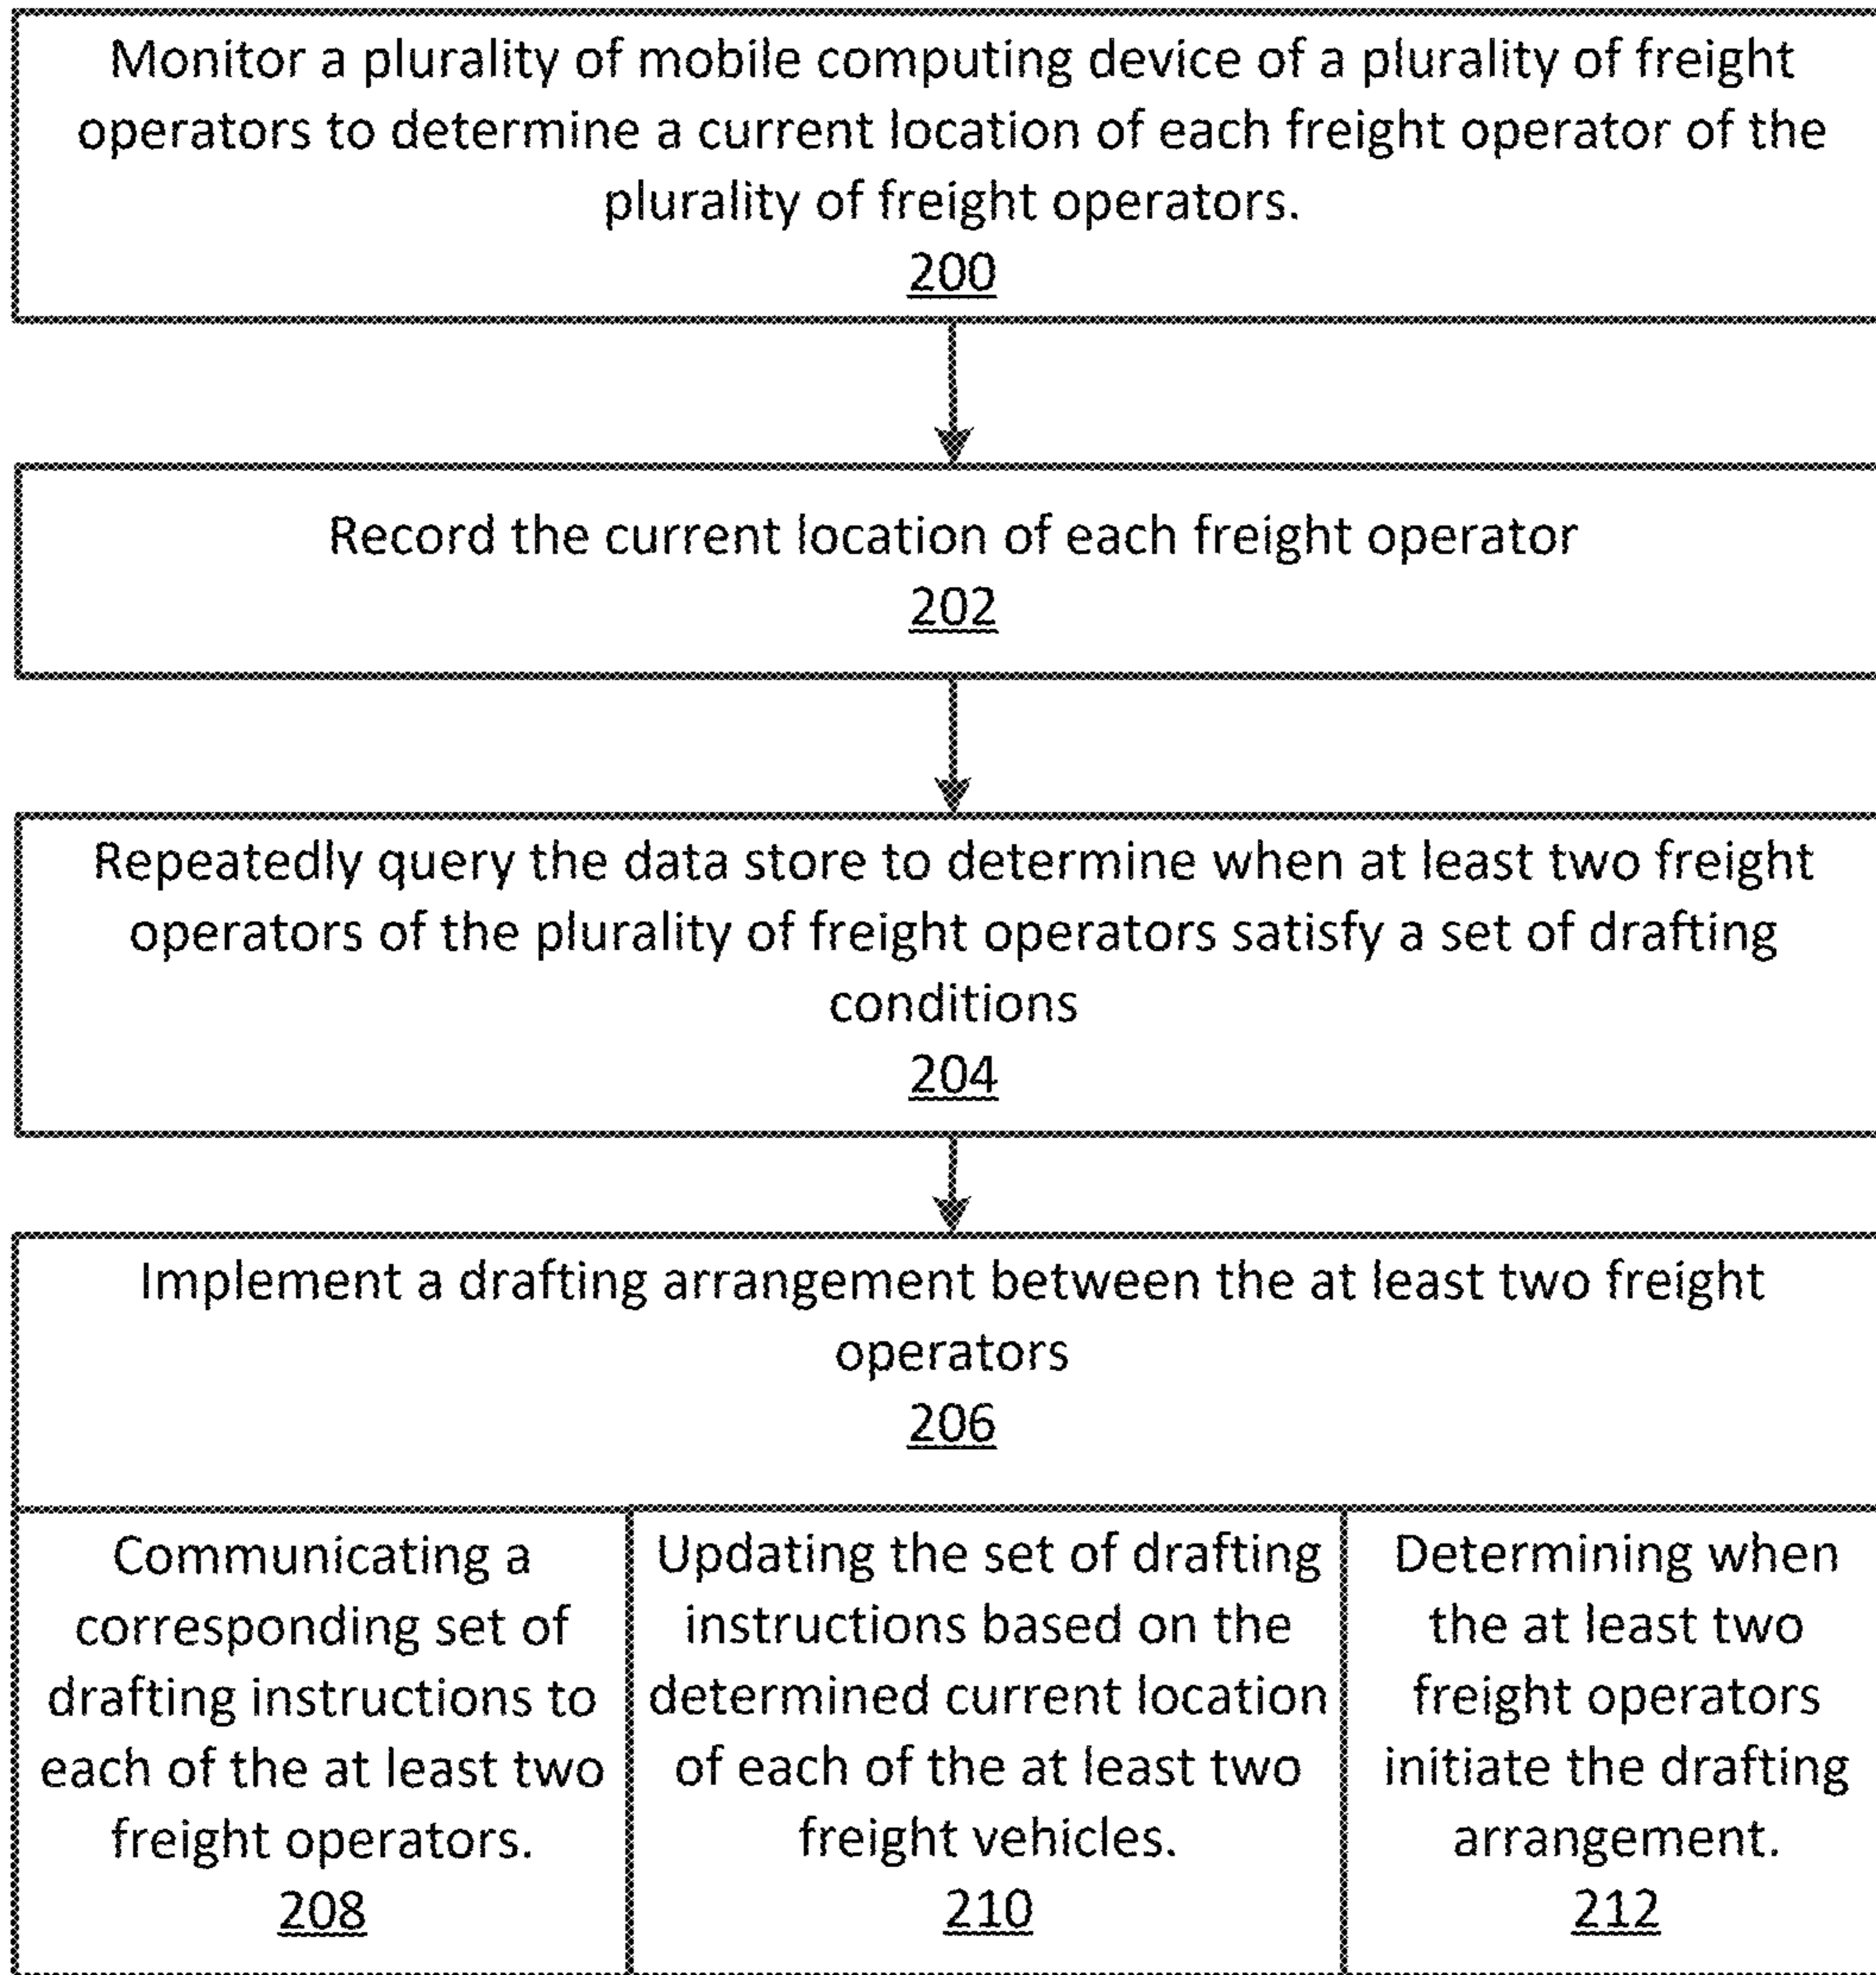 Monitor a plurality of mobile computing device of a plurality of freight
operators to determine a current location of each freight operator of the
plurality of freight operators.
200
Record the current location of each freight operator
202
Repeatedly query the data store to determine when at least two freight
operators of the plurality of freight operators satisfy a set of drafting
conditions
204
Implement a drafting arrangement between the at least two freight
operators
206
Communicating a
corresponding set of
drafting instructions to
each of the at least two
freight operators.
208
Updating the set of drafting
instructions based on the
determined current location
of each of the at least two
freight vehicles.
210
Determining when
the at least two
freight operators
initiate the drafting
arrangement.
212